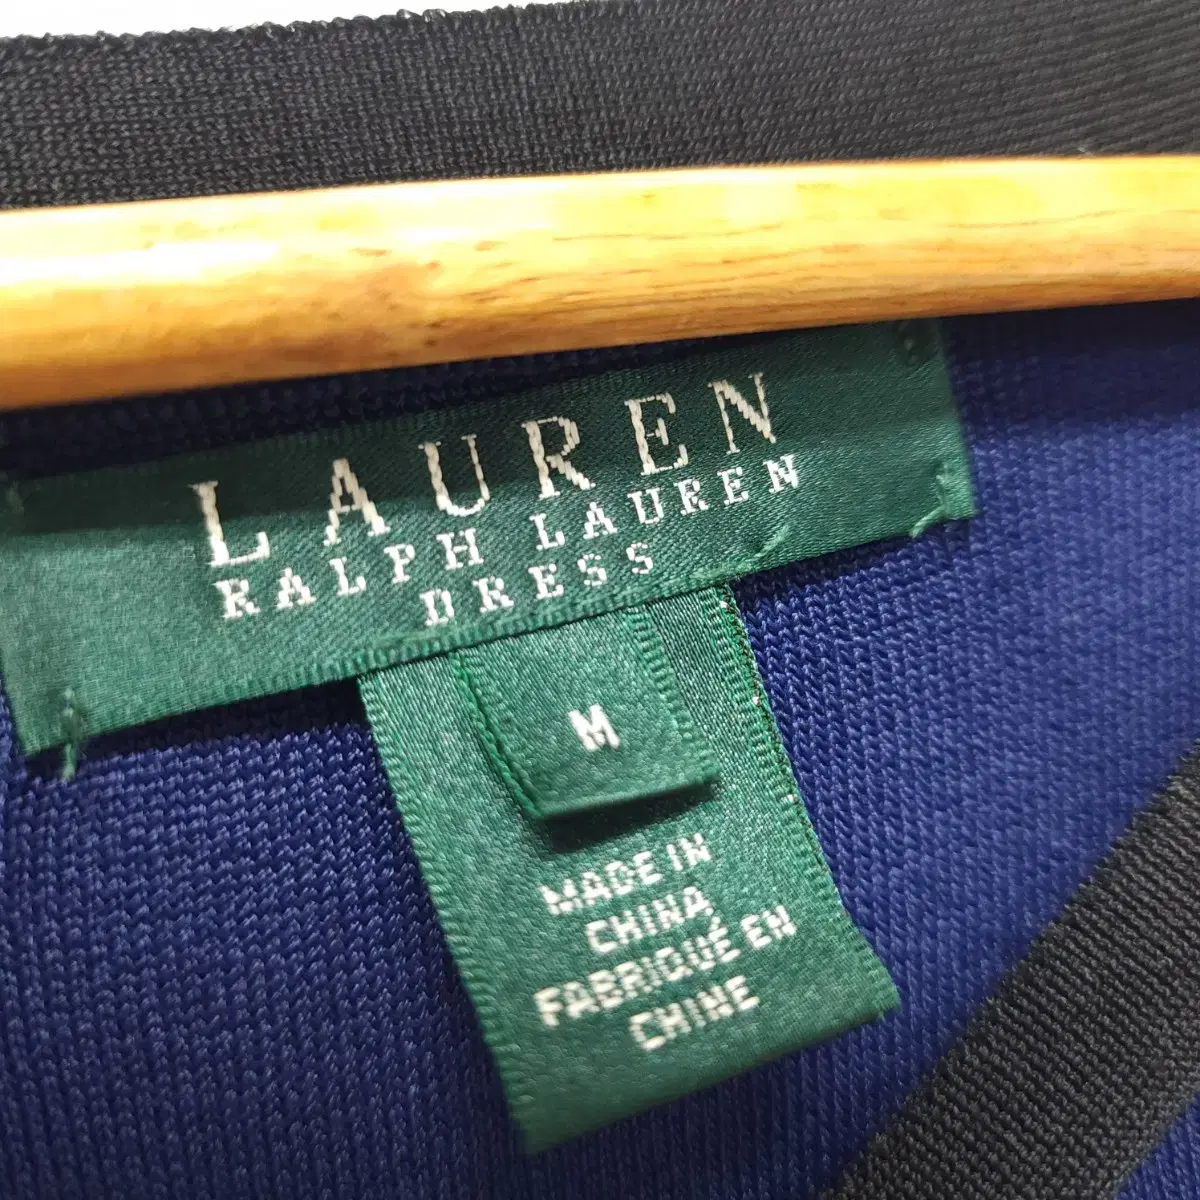 LAUREN
RALPH LAUREN
DRESS
M
MADE IN
CHINA
FABRIQUÉ EN
CHINE